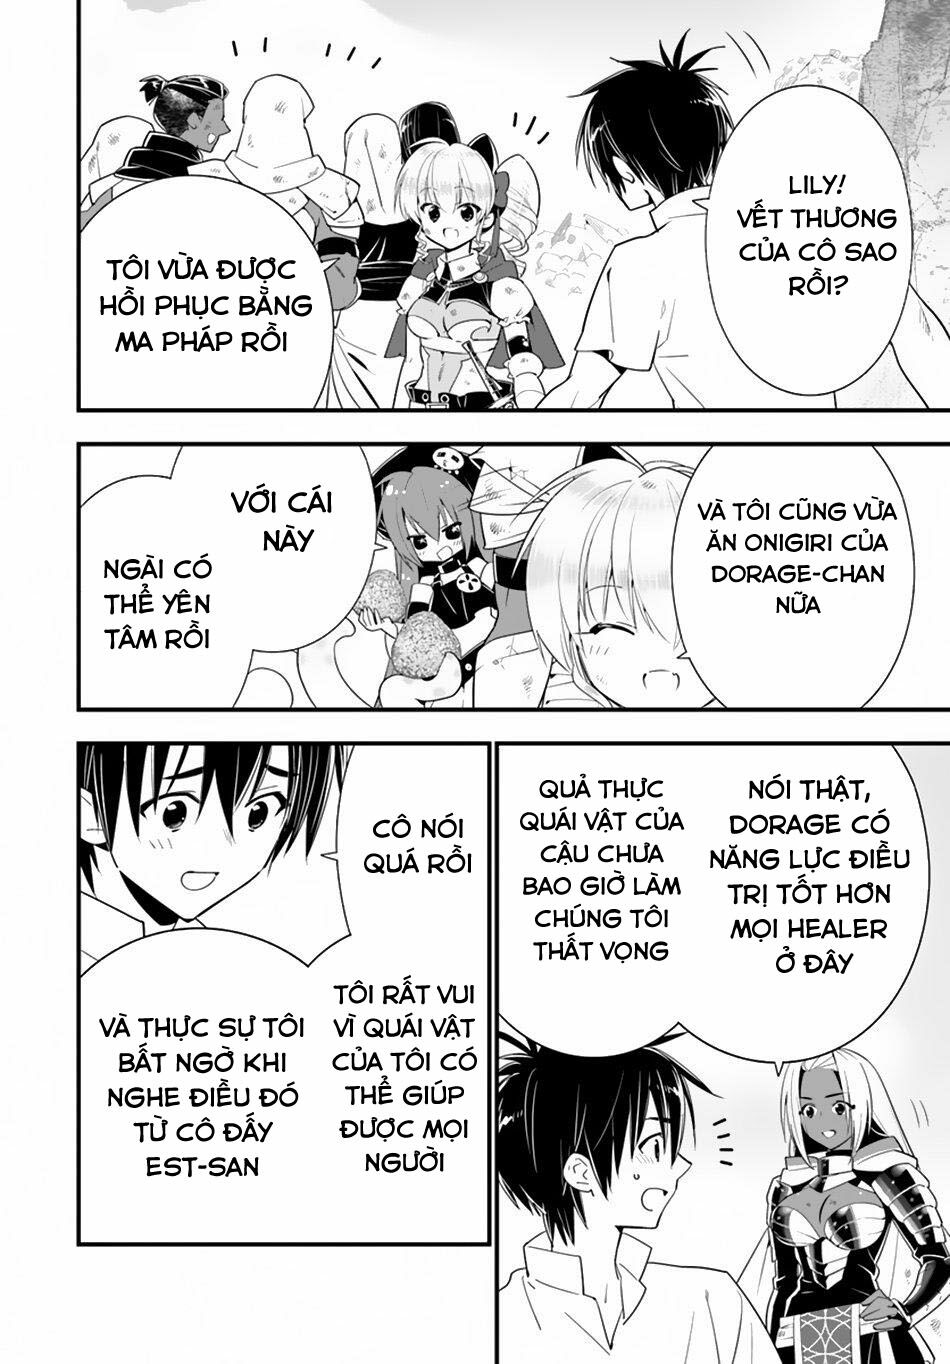 LILY!
VẾT THƯƠNG
CỦA CÔ SAO
RỒI?
TÔI VỪA ĐƯỢC
HỒI PHỤC BẰNG
MA PHÁP RỒI
VÀ TÔI CŨNG VỪA
ĂN ONIGIRI CỦA
DORAGE-CHAN
NỮA
VỚI CÁI
NÀY
NGÀI CÓ
THỂ YÊN
TÂM RỒI
NÓI THẬT,
DORAGE CÓ
NĂNG LỰC ĐIỀU
TRỊ TỐT HƠN
MỌI HEALER
Ở ĐÂY
QUẢ THỰC
QUÁI VẬT CỦA
CẬU CHƯA
BAO GIỜ LÀM
CHÚNG TÔI
THẤT VỌNG
CÔ NÓI
QUÁ RỒI
TÔI RẤT VUI
VÌ QUÁI VẬT
CỦA TÔI CÓ
THỂ GIÚP
ĐƯỢC MỌI
NGƯỜI
VÀ THỰC SỰ TÔI
BẤT NGỜ KHI
NGHE ĐIỀU ĐÓ
TỪ CÔ ĐẤY
EST-SAN